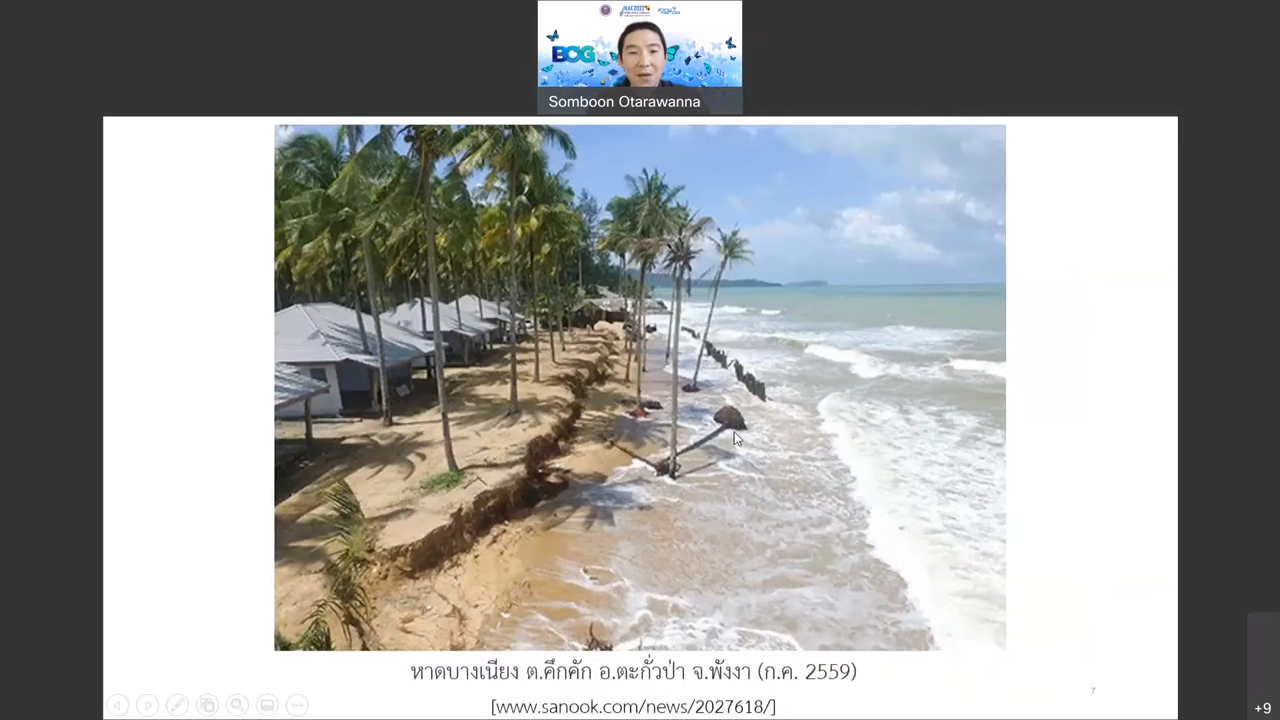 NAC2022
BCG
Somboon Otarawanna
หาดบางเนียง ต.คึกคัก อ.ตะกั่วป่า จ.พังงา (ก.ค. 2559)
[www.sanook.com/news/2027618/]
7
+9